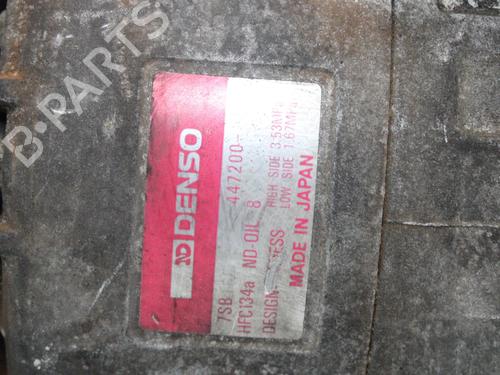 DENSO
7SB 447200-
HFC134a ND-OIL 8
DESIGN HIGH SIDE 3.53MPa
LOW SIDE 1.67MPa
MADE IN JAPAN
B-PARTS